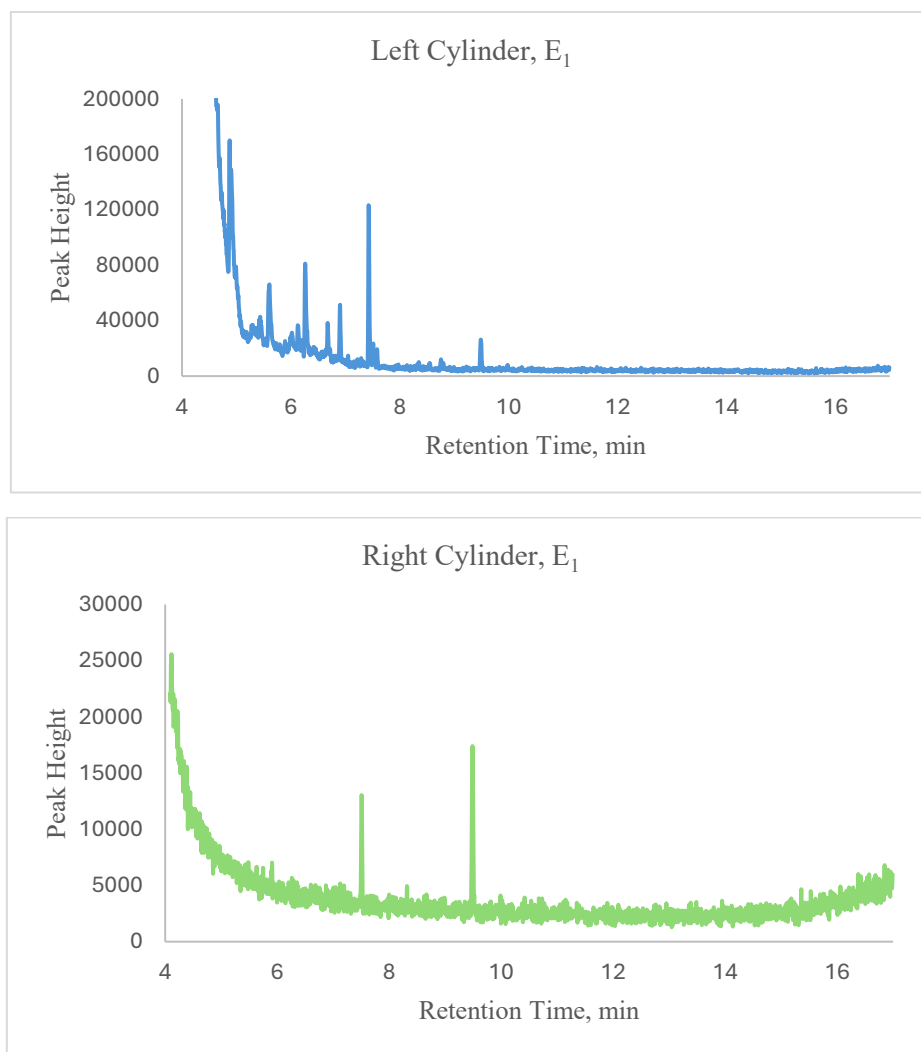 Left Cylinder, E₁
200000
160000
120000
80000
40000
0
Peak Height
4 6 8 10 12 14 16
Retention Time, min
Right Cylinder, E₁
30000
25000
20000
15000
10000
5000
0
Peak Height
4 6 8 10 12 14 16
Retention Time, min